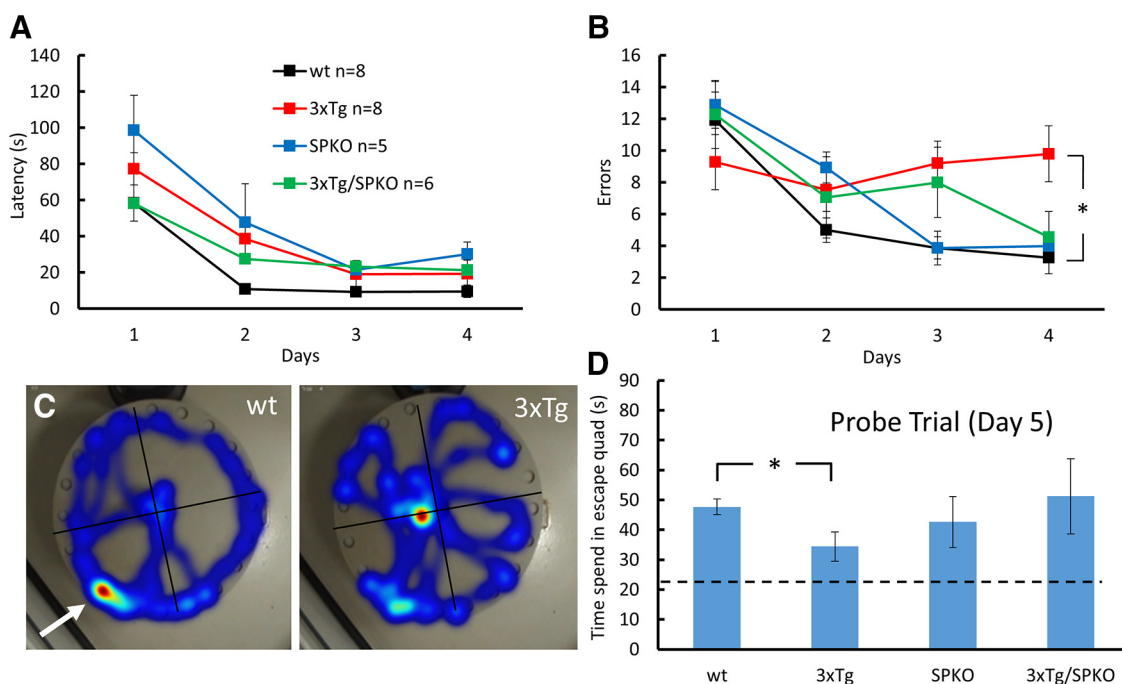 A
140
120
100
80
60
40
20
0
Latency (s)
1 2 3 4
Days
wt n=8
3xTg n=8
SPKO n=5
3xTg/SPKO n=6
B
16
14
12
10
8
6
4
2
0
Errors
1 2 3 4
Days
*
C
wt
3xTg
D
90
80
70
60
50
40
30
20
10
0
Time spend in escape quad (s)
Probe Trial (Day 5)
*
wt 3xTg SPKO 3xTg/SPKO